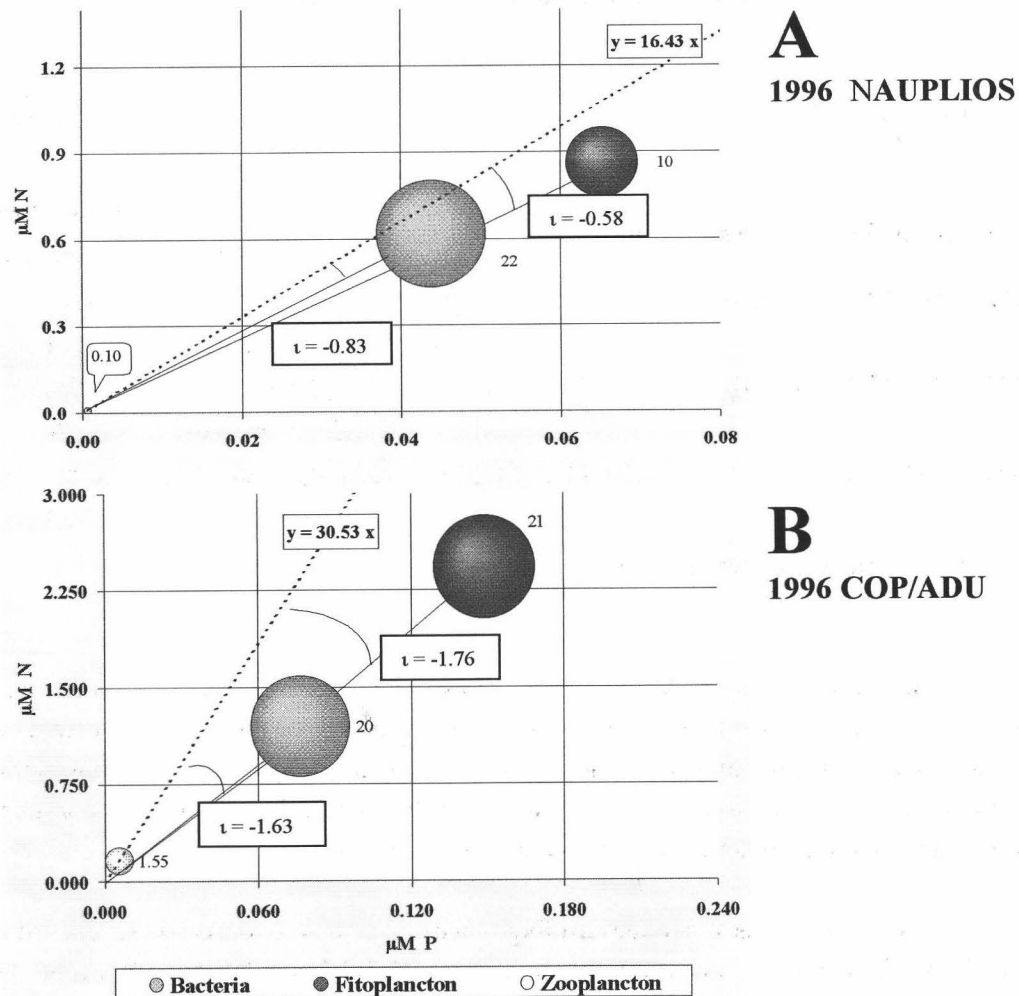 A
1996 NAUPLIOS
y = 16.43 x
1.2
0.9
0.6
0.3
0.0
µM N
10
ι = -0.58
22
ι = -0.83
0.10
0.00 0.02 0.04 0.06 0.08
B
1996 COP/ADU
3.000
2.250
1.500
0.750
0.000
µM N
y = 30.53 x
21
ι = -1.76
20
ι = -1.63
1.55
0.000 0.060 0.120 0.180 0.240
µM P
Bacteria Fitoplancton Zooplancton